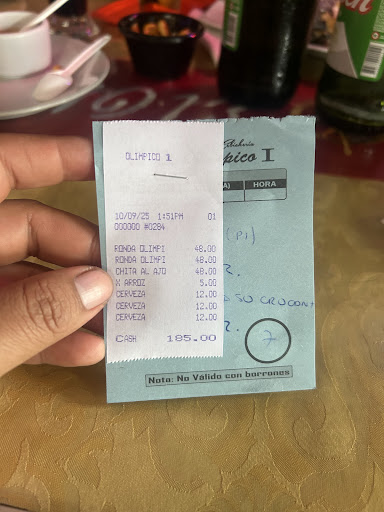 OLIMPICO 1
10/09/25 1:51PM 01
000000 #0284
RONDA OLIMPI 48.00
RONDA OLIMPI 48.00
CHITA AL AJO 48.00
X ARROZ 5.00
CERVEZA 12.00
CERVEZA 12.00
CERVEZA 12.00
CASH 185.00
pico I
HORA
(P1)
SU
7
Nota: No Válido con borrones